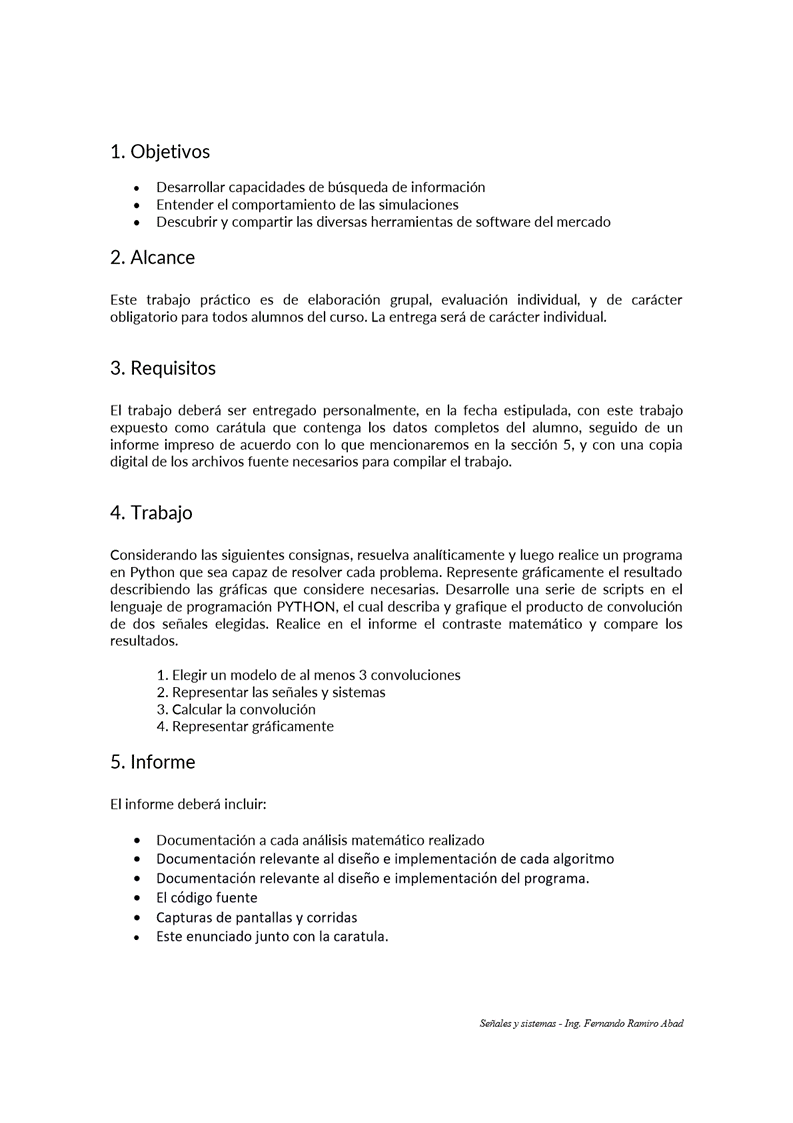 1. Objetivos
• Desarrollar capacidades de búsqueda de información
• Entender el comportamiento de las simulaciones
• Descubrir y compartir las diversas herramientas de software del mercado
2. Alcance
Este trabajo práctico es de elaboración grupal, evaluación individual, y de carácter
obligatorio para todos alumnos del curso. La entrega será de carácter individual.
3. Requisitos
El trabajo deberá ser entregado personalmente, en la fecha estipulada, con este trabajo
expuesto como carátula que contenga los datos completos del alumno, seguido de un
informe impreso de acuerdo con lo que mencionaremos en la sección 5, y con una copia
digital de los archivos fuente necesarios para compilar el trabajo.
4. Trabajo
Considerando las siguientes consignas, resuelva analíticamente y luego realice un programa
en Python que sea capaz de resolver cada problema. Represente gráficamente el resultado
describiendo las gráficas que considere necesarias. Desarrolle una serie de scripts en el
lenguaje de programación PYTHON, el cual describa y grafique el producto de convolución
de dos señales elegidas. Realice en el informe el contraste matemático y compare los
resultados.
1. Elegir un modelo de al menos 3 convoluciones
2. Representar las señales y sistemas
3. Calcular la convolución
4. Representar gráficamente
5. Informe
El informe deberá incluir:
• Documentación a cada análisis matemático realizado
• Documentación relevante al diseño e implementación de cada algoritmo
• Documentación relevante al diseño e implementación del programa.
• El código fuente
• Capturas de pantallas y corridas
• Este enunciado junto con la caratula.
Señales y sistemas - Ing. Fernando Ramiro Abad